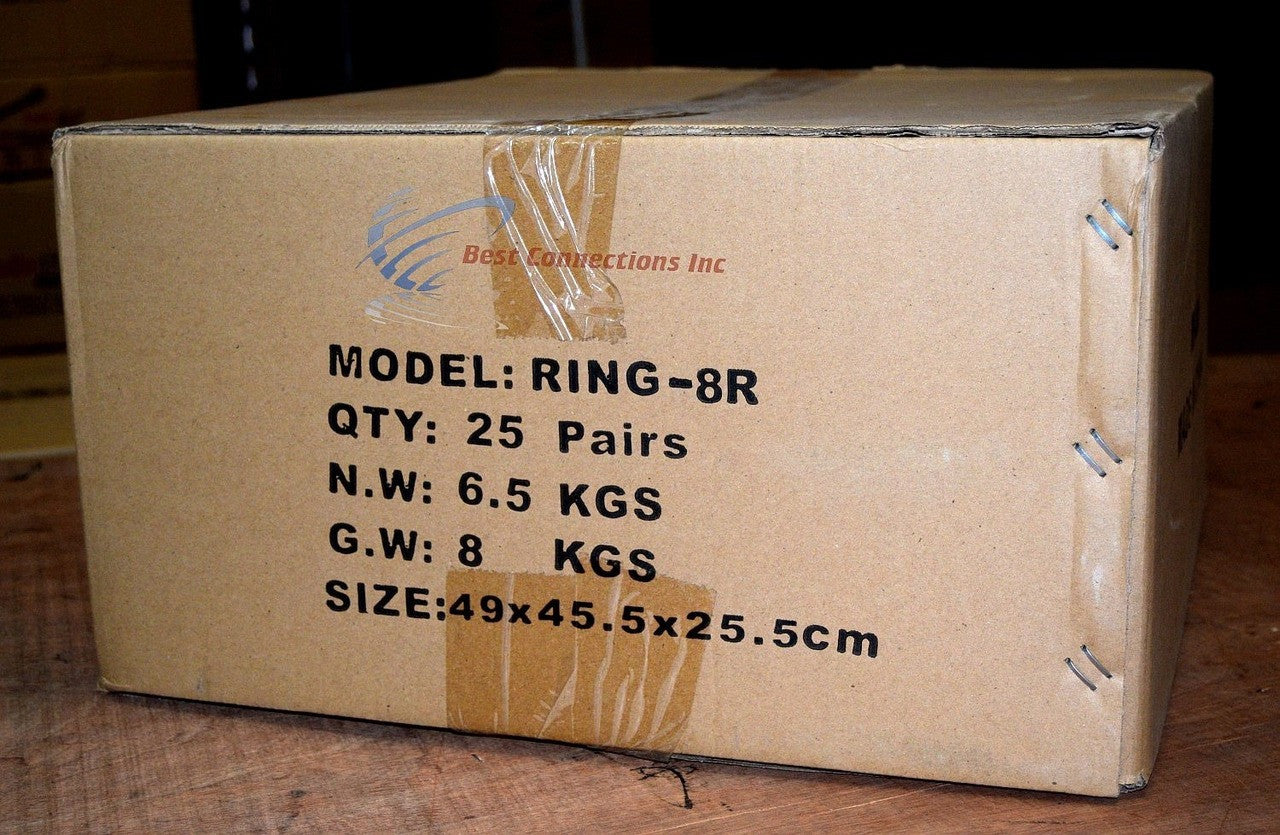 Best Connections Inc
MODEL: RING-8R
QTY: 25 Pairs
N.W: 6.5 KGS
G.W: 8 KGS
SIZE:49x45.5x25.5cm